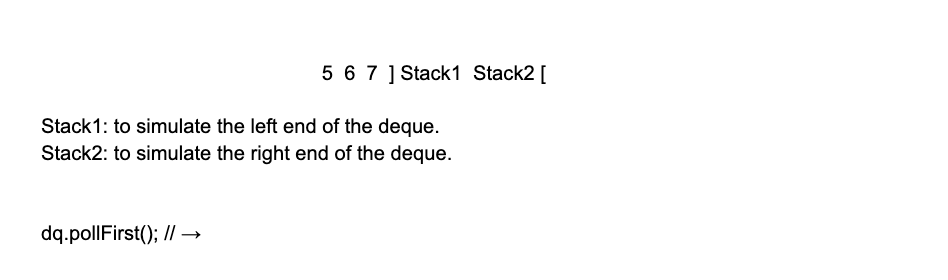 5 6 7 ] Stack1 Stack2 [
Stack1: to simulate the left end of the deque.
Stack2: to simulate the right end of the deque.
dq.pollFirst(); // →